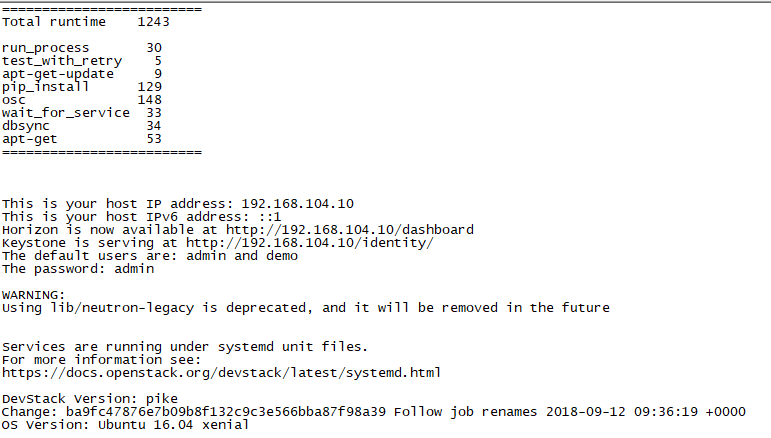 =========================
Total runtime    1243

run_process       30
test_with_retry    5
apt-get-update     9
pip_install      129
osc              148
wait_for_service  33
dbsync            34
apt-get           53
=========================

This is your host IP address: 192.168.104.10
This is your host IPv6 address: ::1
Horizon is now available at http://192.168.104.10/dashboard
Keystone is serving at http://192.168.104.10/identity/
The default users are: admin and demo
The password: admin

WARNING:
Using lib/neutron-legacy is deprecated, and it will be removed in the future

Services are running under systemd unit files.
For more information see:
https://docs.openstack.org/devstack/latest/systemd.html

DevStack Version: pike
Change: ba9fc47876e7b09b8f132c9c3e566bba87f98a39 Follow job renames 2018-09-12 09:36:19 +0000
OS Version: Ubuntu 16.04 xenial